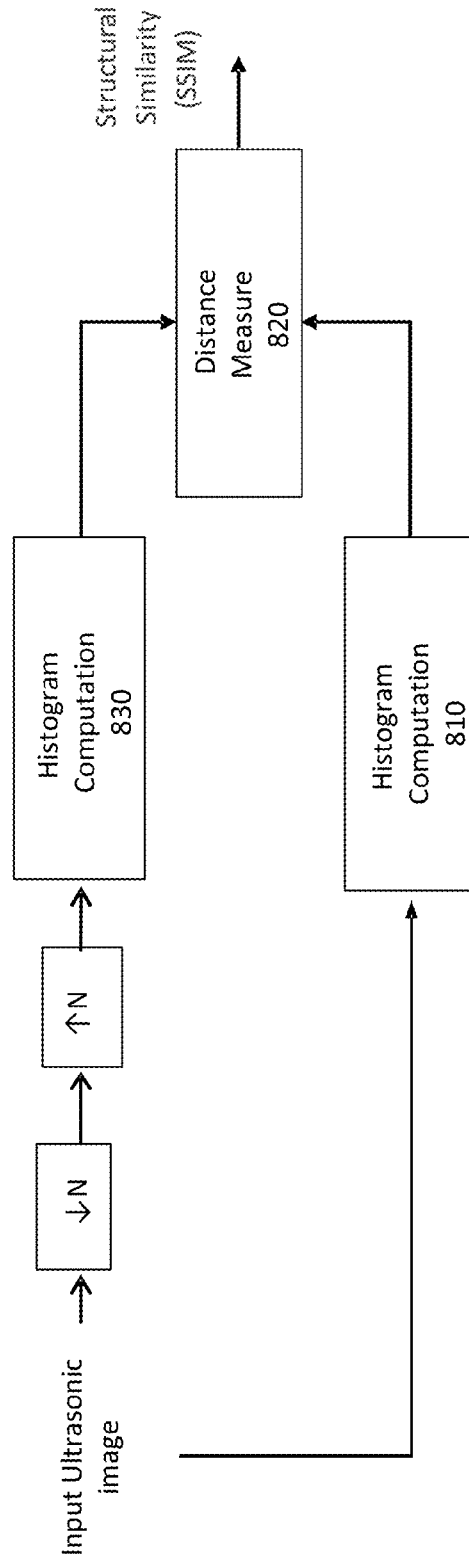 Input Ultrasonic
image
↓N
↑N
Histogram
Computation
830
Histogram
Computation
810
Distance
Measure
820
Structural
Similarity
(SSIM)